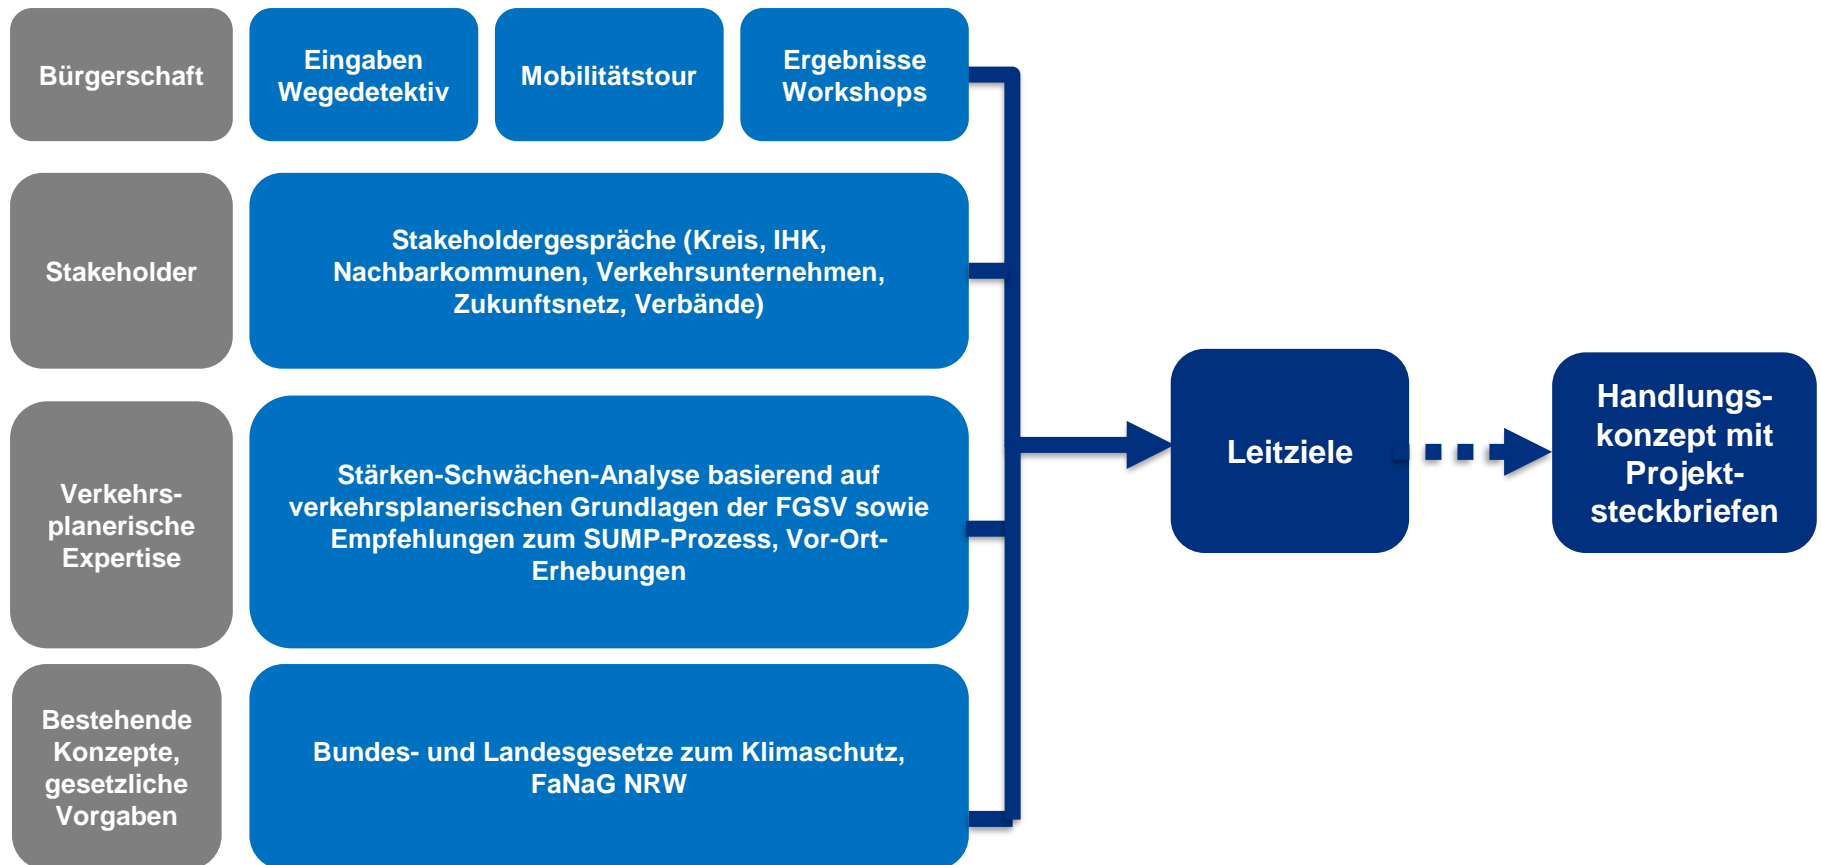 Bürgerschaft
Eingaben
Wegedetektiv
Mobilitätstour
Ergebnisse
Workshops
Stakeholder
Stakeholdergespräche (Kreis, IHK,
Nachbarkommunen, Verkehrsunternehmen,
Zukunftsnetz, Verbände)
Verkehrs-
planerische
Expertise
Stärken-Schwächen-Analyse basierend auf
verkehrsplanerischen Grundlagen der FGSV sowie
Empfehlungen zum SUMP-Prozess, Vor-Ort-
Erhebungen
Bestehende
Konzepte,
gesetzliche
Vorgaben
Bundes- und Landesgesetze zum Klimaschutz,
FaNaG NRW
Leitziele
Handlungs-
konzept mit
Projekt-
steckbriefen